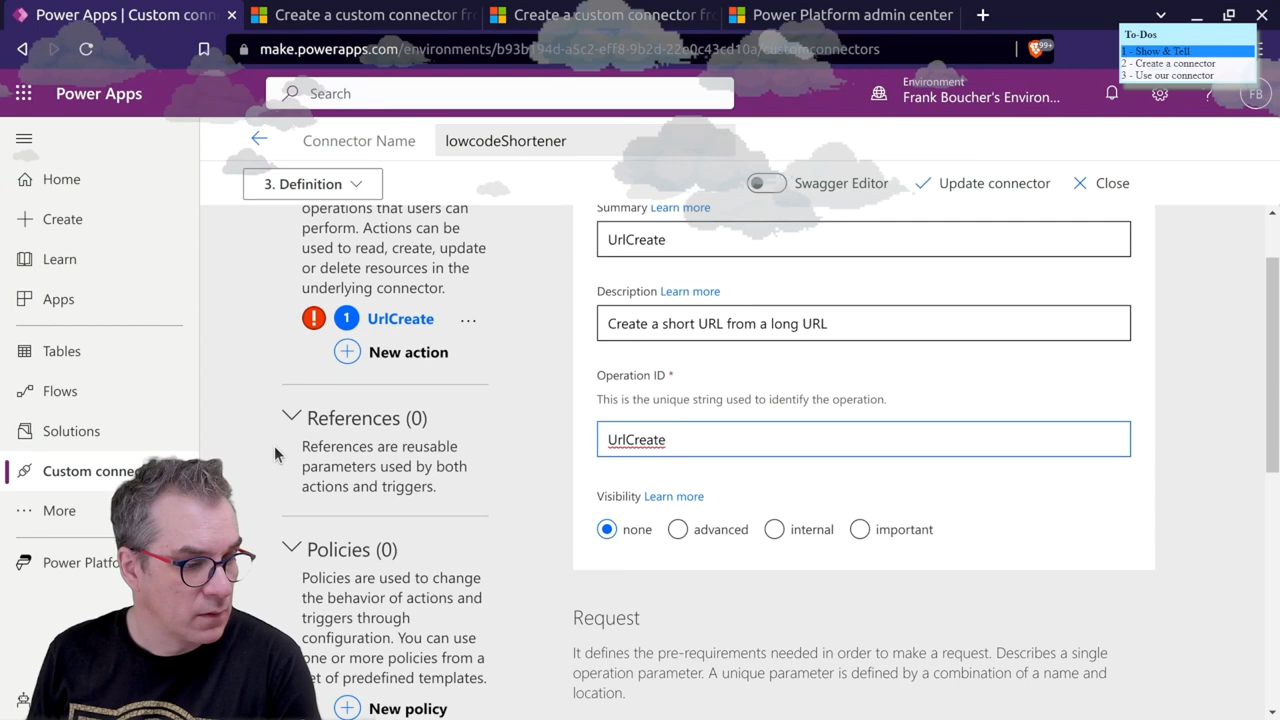 Power Apps | Custom conn
Create a custom connector fr
Create a custom connector fr
Power Platform admin center
To-Dos
1 - Show & Tell
2 - Create a connector
3 - Use our connector
make.powerapps.com/environments/b93b194d-a5c2-eff8-9b2d-22e0c43cd10a/customconnectors
99+
Power Apps
Search
Environment
Frank Boucher's Environ...
FB
Connector Name
lowcodeShortener
3. Definition
Swagger Editor
Update connector
Close
Home
Create
Learn
Apps
Tables
Flows
Solutions
Custom conne
More
Power Platfo
operations that users can
perform. Actions can be
used to read, create, update
or delete resources in the
underlying connector.
1 UrlCreate ...
New action
References (0)
References are reusable
parameters used by both
actions and triggers.
Policies (0)
Policies are used to change
the behavior of actions and
triggers through
configuration. You can use
one or more policies from a
et of predefined templates.
New policy
Summary Learn more
UrlCreate
Description Learn more
Create a short URL from a long URL
Operation ID *
This is the unique string used to identify the operation.
UrlCreate
Visibility Learn more
none advanced internal important
Request
It defines the pre-requirements needed in order to make a request. Describes a single
operation parameter. A unique parameter is defined by a combination of a name and
location.